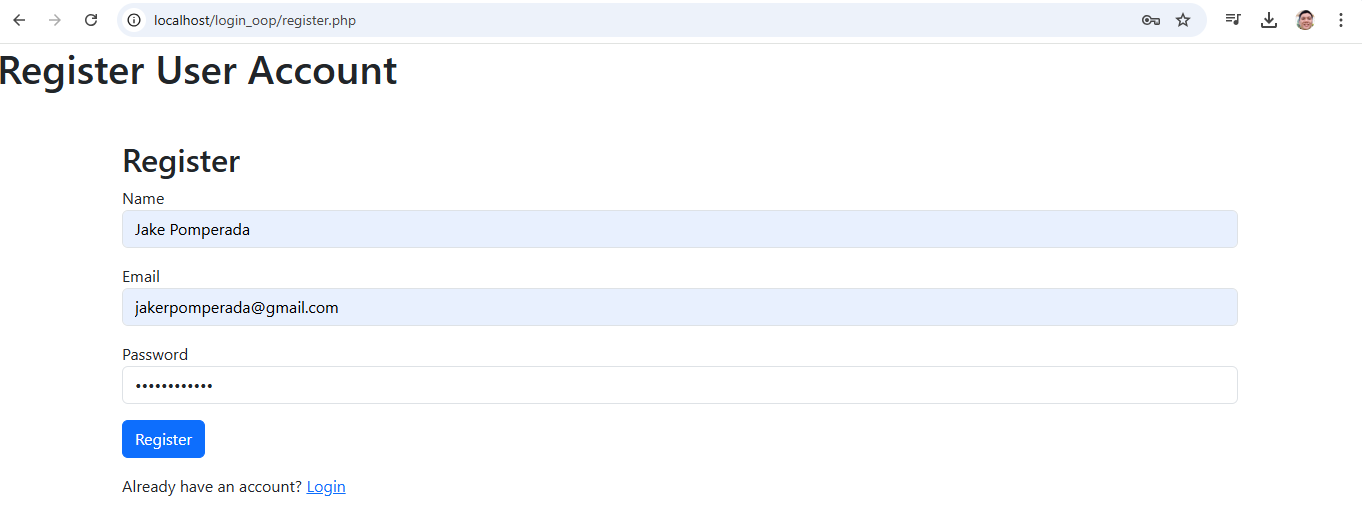 localhost/login_oop/register.php
Register User Account
Register
Name
Jake Pomperada
Email
jakerpomperada@gmail.com
Password
••••••••••••
Register
Already have an account? Login